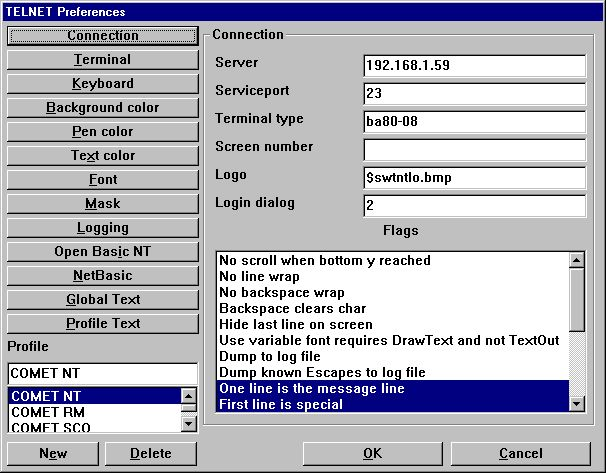 TELNET Preferences
Connection
Terminal
Keyboard
Background color
Pen color
Text color
Font
Mask
Logging
Open Basic NT
NetBasic
Global Text
Profile Text
Profile
COMET NT
COMET NT
COMET RM
COMET SCO
New
Delete
Connection
Server 192.168.1.59
Serviceport 23
Terminal type ba80-08
Screen number
Logo $swtntlo.bmp
Login dialog 2
Flags
No scroll when bottom y reached
No line wrap
No backspace wrap
Backspace clears char
Hide last line on screen
Use variable font requires DrawText and not TextOut
Dump to log file
Dump known Escapes to log file
One line is the message line
First line is special
OK
Cancel